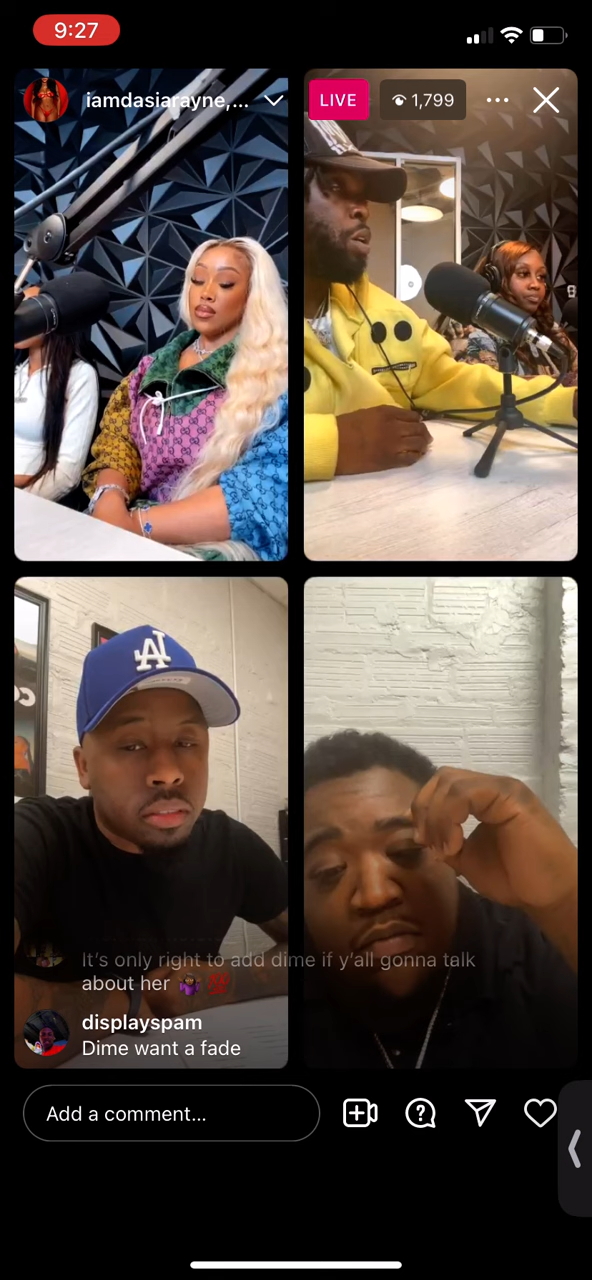 9:27
iamdasiarayne,...
LIVE
1,799
It's only right to add dime if y'all gonna talk
about her 🤷🏾‍♀️ 💯
displayspam
Dime want a fade
Add a comment...
LA